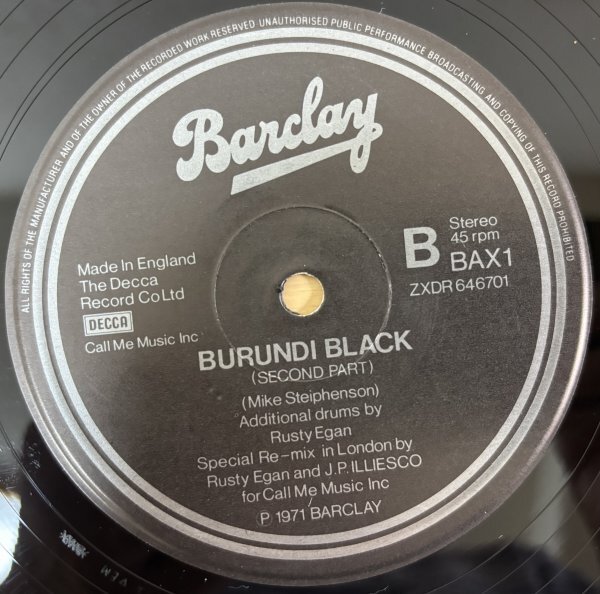 ALL RIGHTS OF THE MANUFACTURER AND OF THE OWNER OF THE RECORDED WORK RESERVED. UNAUTHORISED PUBLIC PERFORMANCE BROADCASTING AND COPYING OF THIS RECORD PROHIBITED
Barclay
Made In England
The Decca
Record Co Ltd
DECCA
Call Me Music Inc
B
Stereo
45 rpm
BAX1
ZXDR 646701
BURUNDI BLACK
(SECOND PART)
(Mike Steiphenson)
Additional drums by
Rusty Egan
Special Re-mix in London by
Rusty Egan and J.P. ILLIESCO
for Call Me Music Inc
℗ 1971 BARCLAY